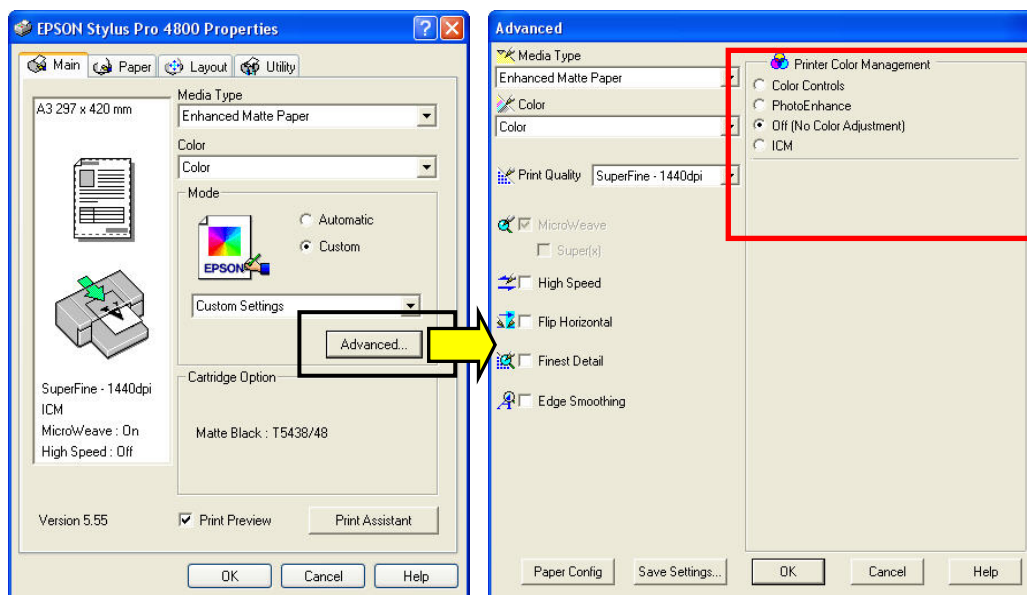 EPSON Stylus Pro 4800 Properties
Main
Paper
Layout
Utility
A3 297 x 420 mm
Media Type
Enhanced Matte Paper
Color
Color
Mode
EPSON
Automatic
Custom
Custom Settings
Advanced...
SuperFine - 1440dpi
ICM
MicroWeave : On
High Speed : Off
Cartridge Option
Matte Black : T5438/48
Version 5.55
Print Preview
Print Assistant
OK
Cancel
Help
Advanced
Media Type
Enhanced Matte Paper
Color
Color
Print Quality
SuperFine - 1440dpi
MicroWeave
Super(x)
High Speed
Flip Horizontal
Finest Detail
Edge Smoothing
Printer Color Management
Color Controls
PhotoEnhance
Off (No Color Adjustment)
ICM
Paper Config
Save Settings...
OK
Cancel
Help